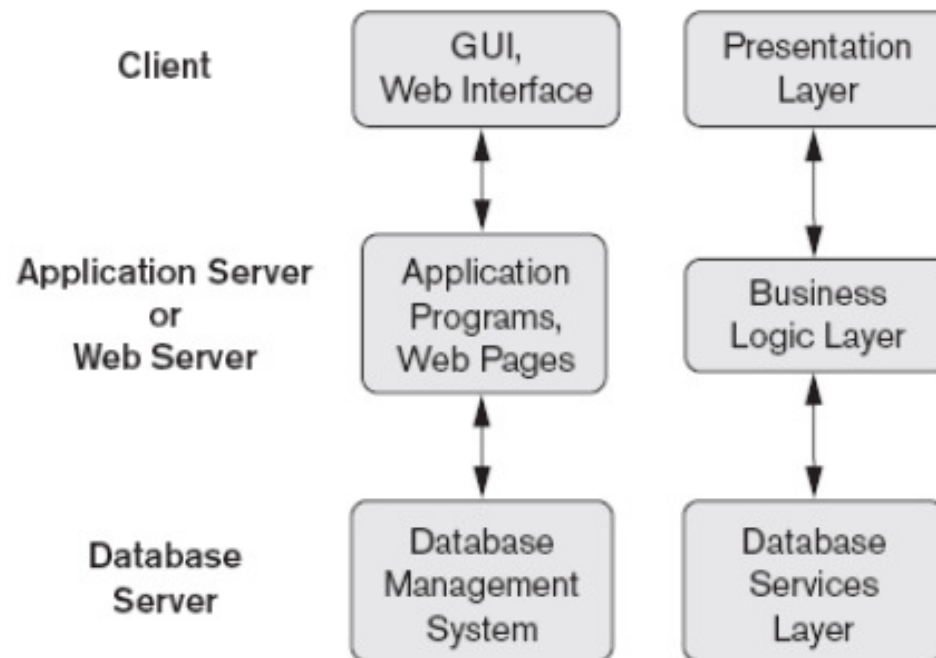 Client
GUI,
Web Interface
Presentation
Layer
Application Server
or
Web Server
Application
Programs,
Web Pages
Business
Logic Layer
Database
Server
Database
Management
System
Database
Services
Layer